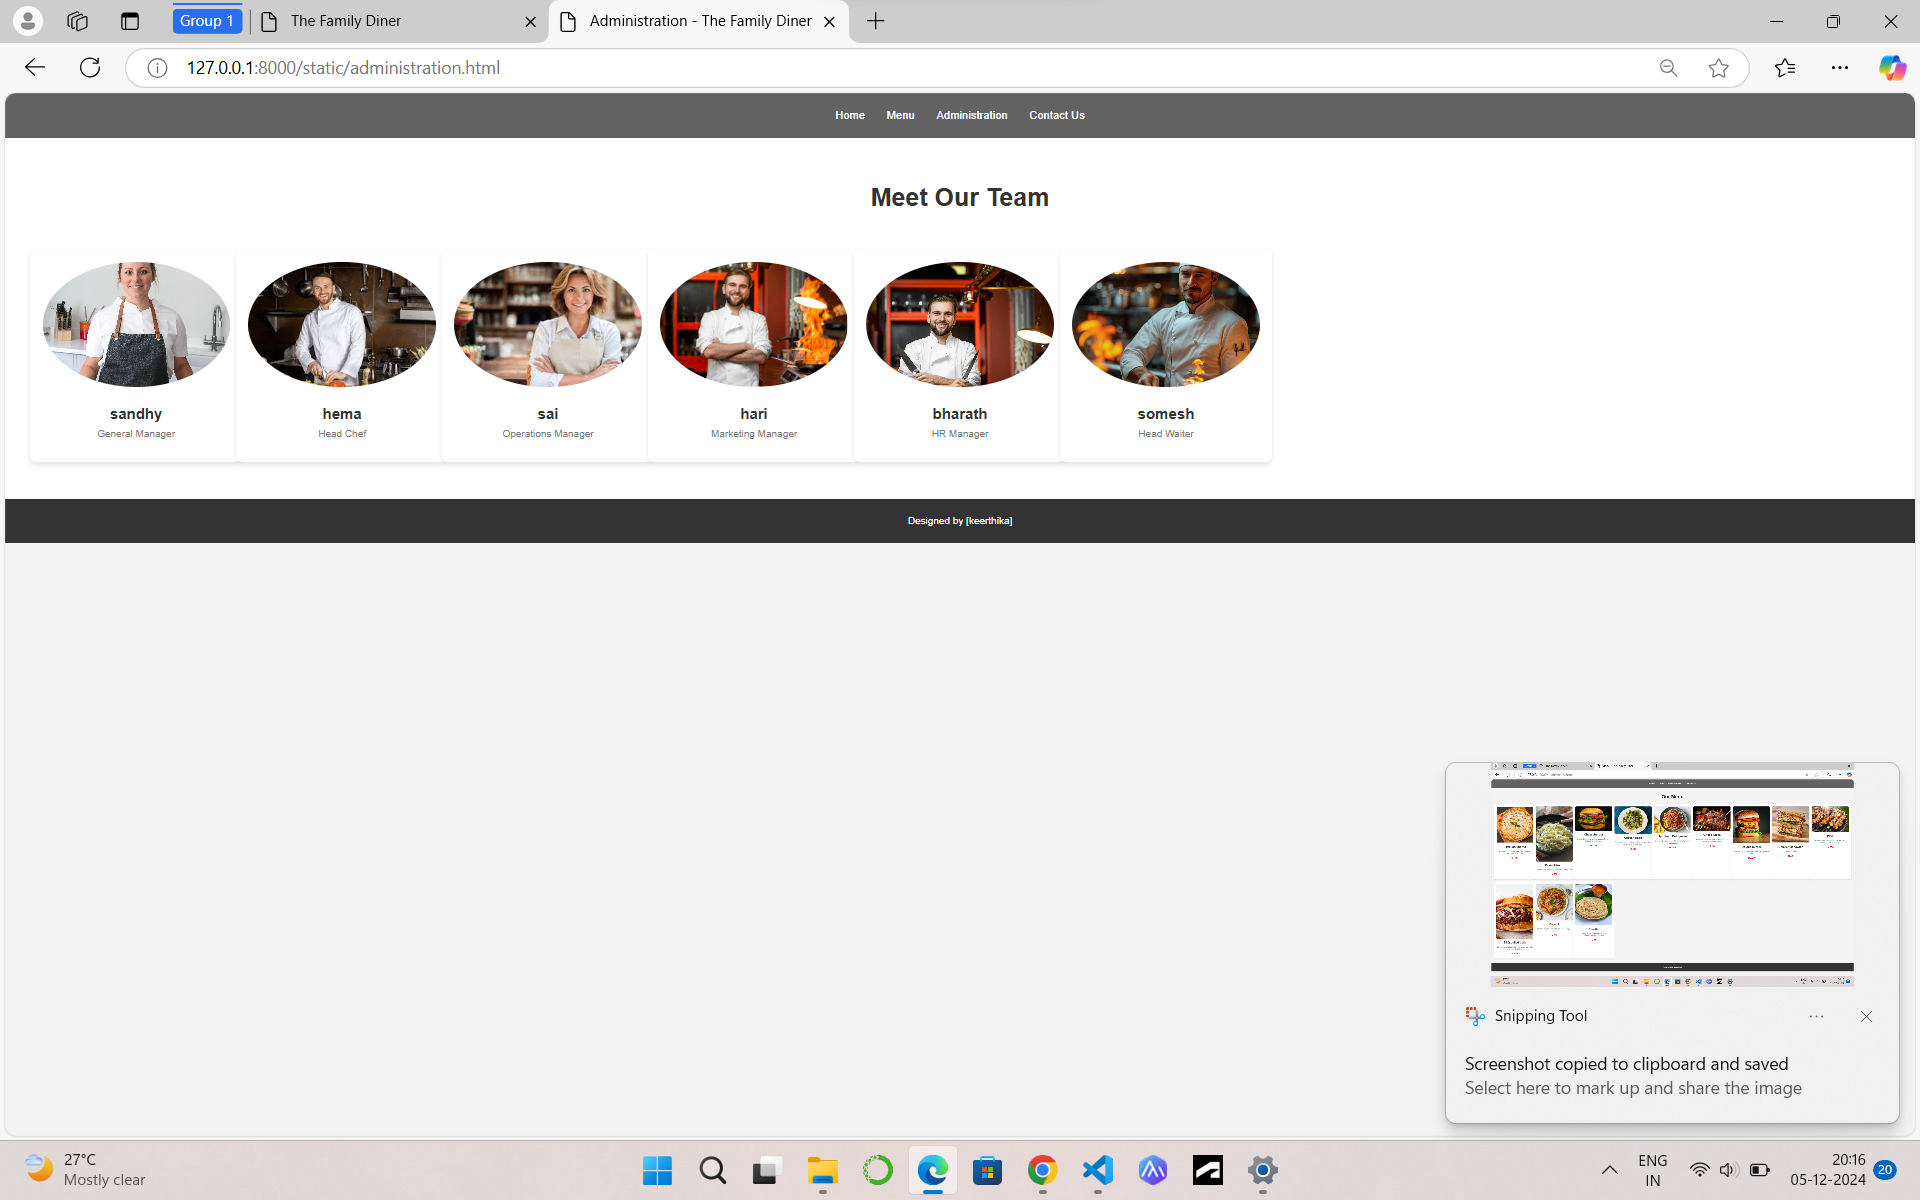 Group 1
The Family Diner
Administration - The Family Diner
127.0.0.1:8000/static/administration.html
Home Menu Administration Contact Us
Meet Our Team
sandhy
General Manager
hema
Head Chef
sai
Operations Manager
hari
Marketing Manager
bharath
HR Manager
somesh
Head Waiter
Designed by [keerthika]
Snipping Tool
Screenshot copied to clipboard and saved
Select here to mark up and share the image
27°C
Mostly clear
ENG
IN
20:16
05-12-2024
20